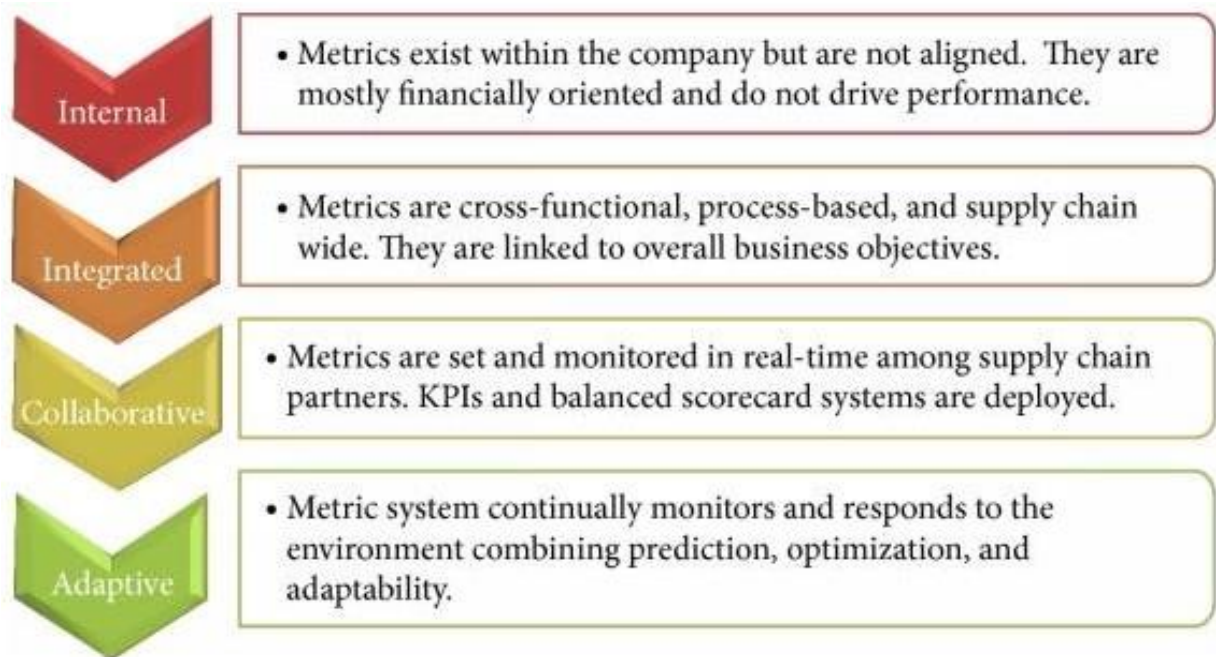 Internal
• Metrics exist within the company but are not aligned. They are
mostly financially oriented and do not drive performance.
Integrated
• Metrics are cross-functional, process-based, and supply chain
wide. They are linked to overall business objectives.
Collaborative
• Metrics are set and monitored in real-time among supply chain
partners. KPIs and balanced scorecard systems are deployed.
Adaptive
• Metric system continually monitors and responds to the
environment combining prediction, optimization, and
adaptability.